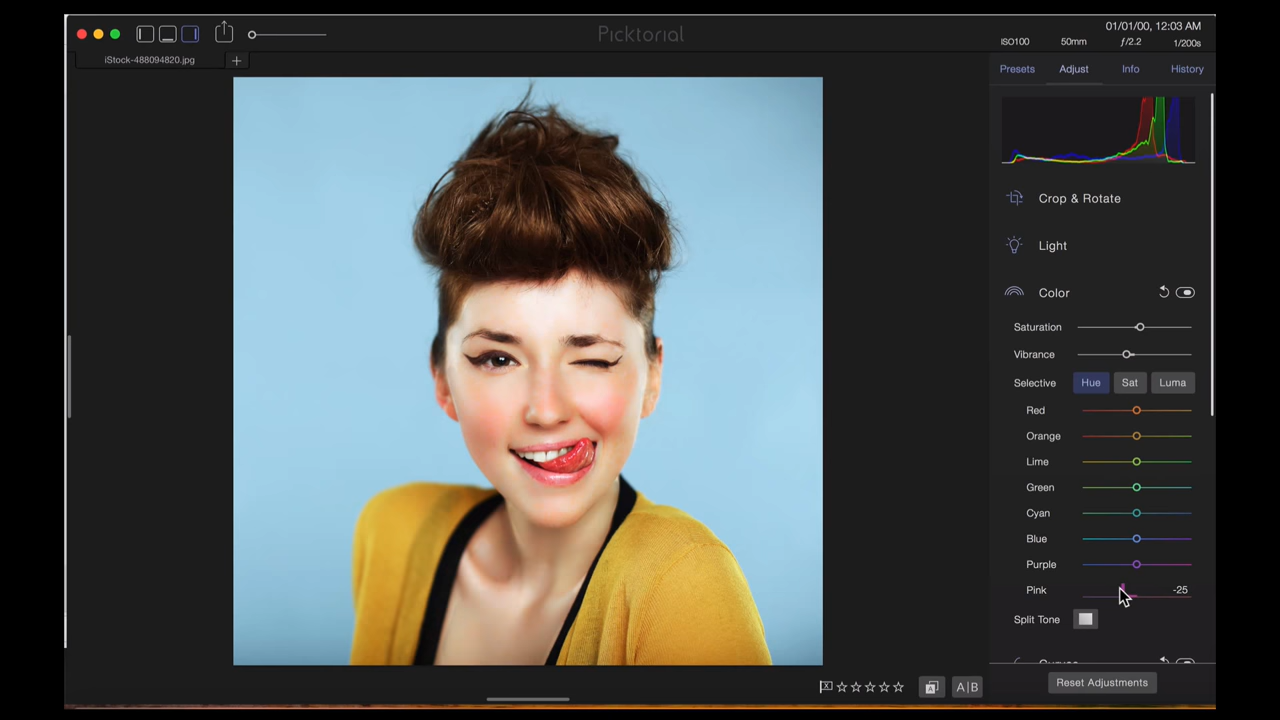 Picktorial
01/01/00, 12:03 AM
ISO100 50mm ƒ/2.2 1/200s
iStock-488094820.jpg +
Presets Adjust Info History
Crop & Rotate
Light
Color
Saturation
Vibrance
Selective Hue Sat Luma
Red
Orange
Lime
Green
Cyan
Blue
Purple
Pink -25
Split Tone
Curves
A|B
Reset Adjustments